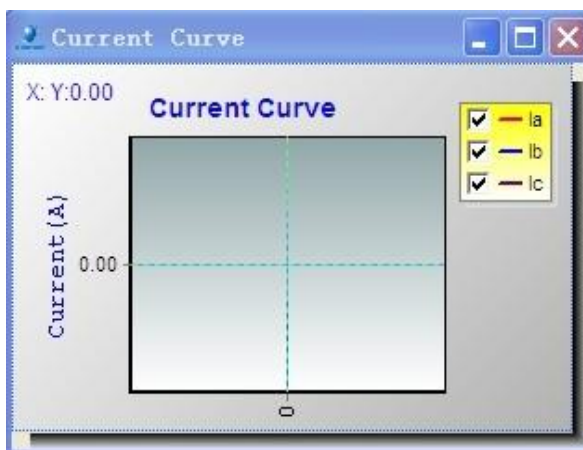 Current Curve
X: Y:0.00
Current Curve
Ia
Ib
Ic
Current(A)
0.00
0